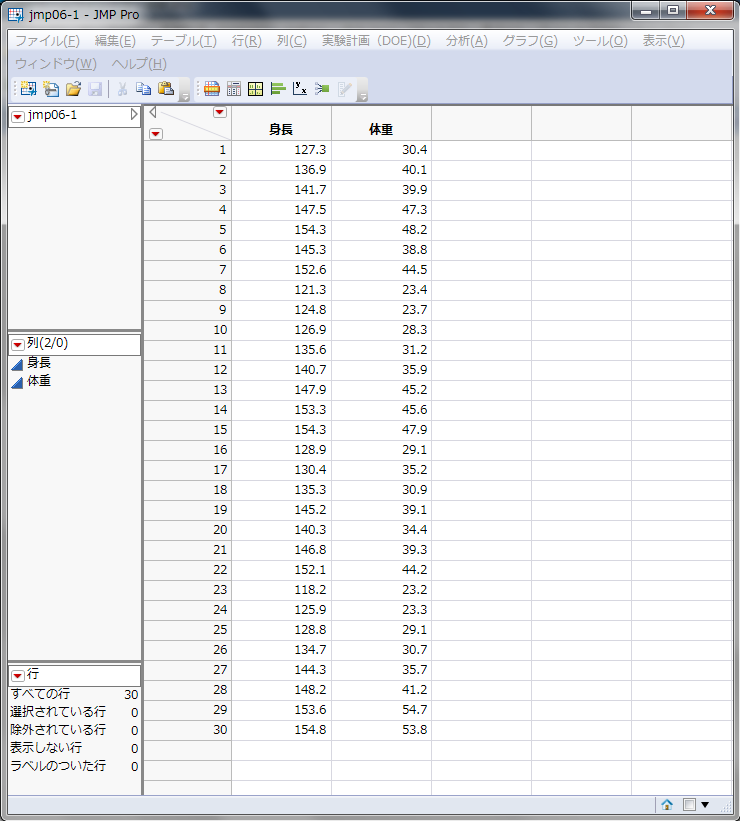 jmp06-1 - JMP Pro
ファイル(F) 編集(E) テーブル(T) 行(R) 列(C) 実験計画（DOE)(D) 分析(A) グラフ(G) ツール(O) 表示(V)
ウィンドウ(W) ヘルプ(H)
jmp06-1
列(2/0)
身長
体重
行
すべての行 30
選択されている行 0
除外されている行 0
表示しない行 0
ラベルのついた行 0
身長 体重
1 127.3 30.4
2 136.9 40.1
3 141.7 39.9
4 147.5 47.3
5 154.3 48.2
6 145.3 38.8
7 152.6 44.5
8 121.3 23.4
9 124.8 23.7
10 126.9 28.3
11 135.6 31.2
12 140.7 35.9
13 147.9 45.2
14 153.3 45.6
15 154.3 47.9
16 128.9 29.1
17 130.4 35.2
18 135.3 30.9
19 145.2 39.1
20 140.3 34.4
21 146.8 39.3
22 152.1 44.2
23 118.2 23.2
24 125.9 23.3
25 128.8 29.1
26 134.7 30.7
27 144.3 35.7
28 148.2 41.2
29 153.6 54.7
30 154.8 53.8